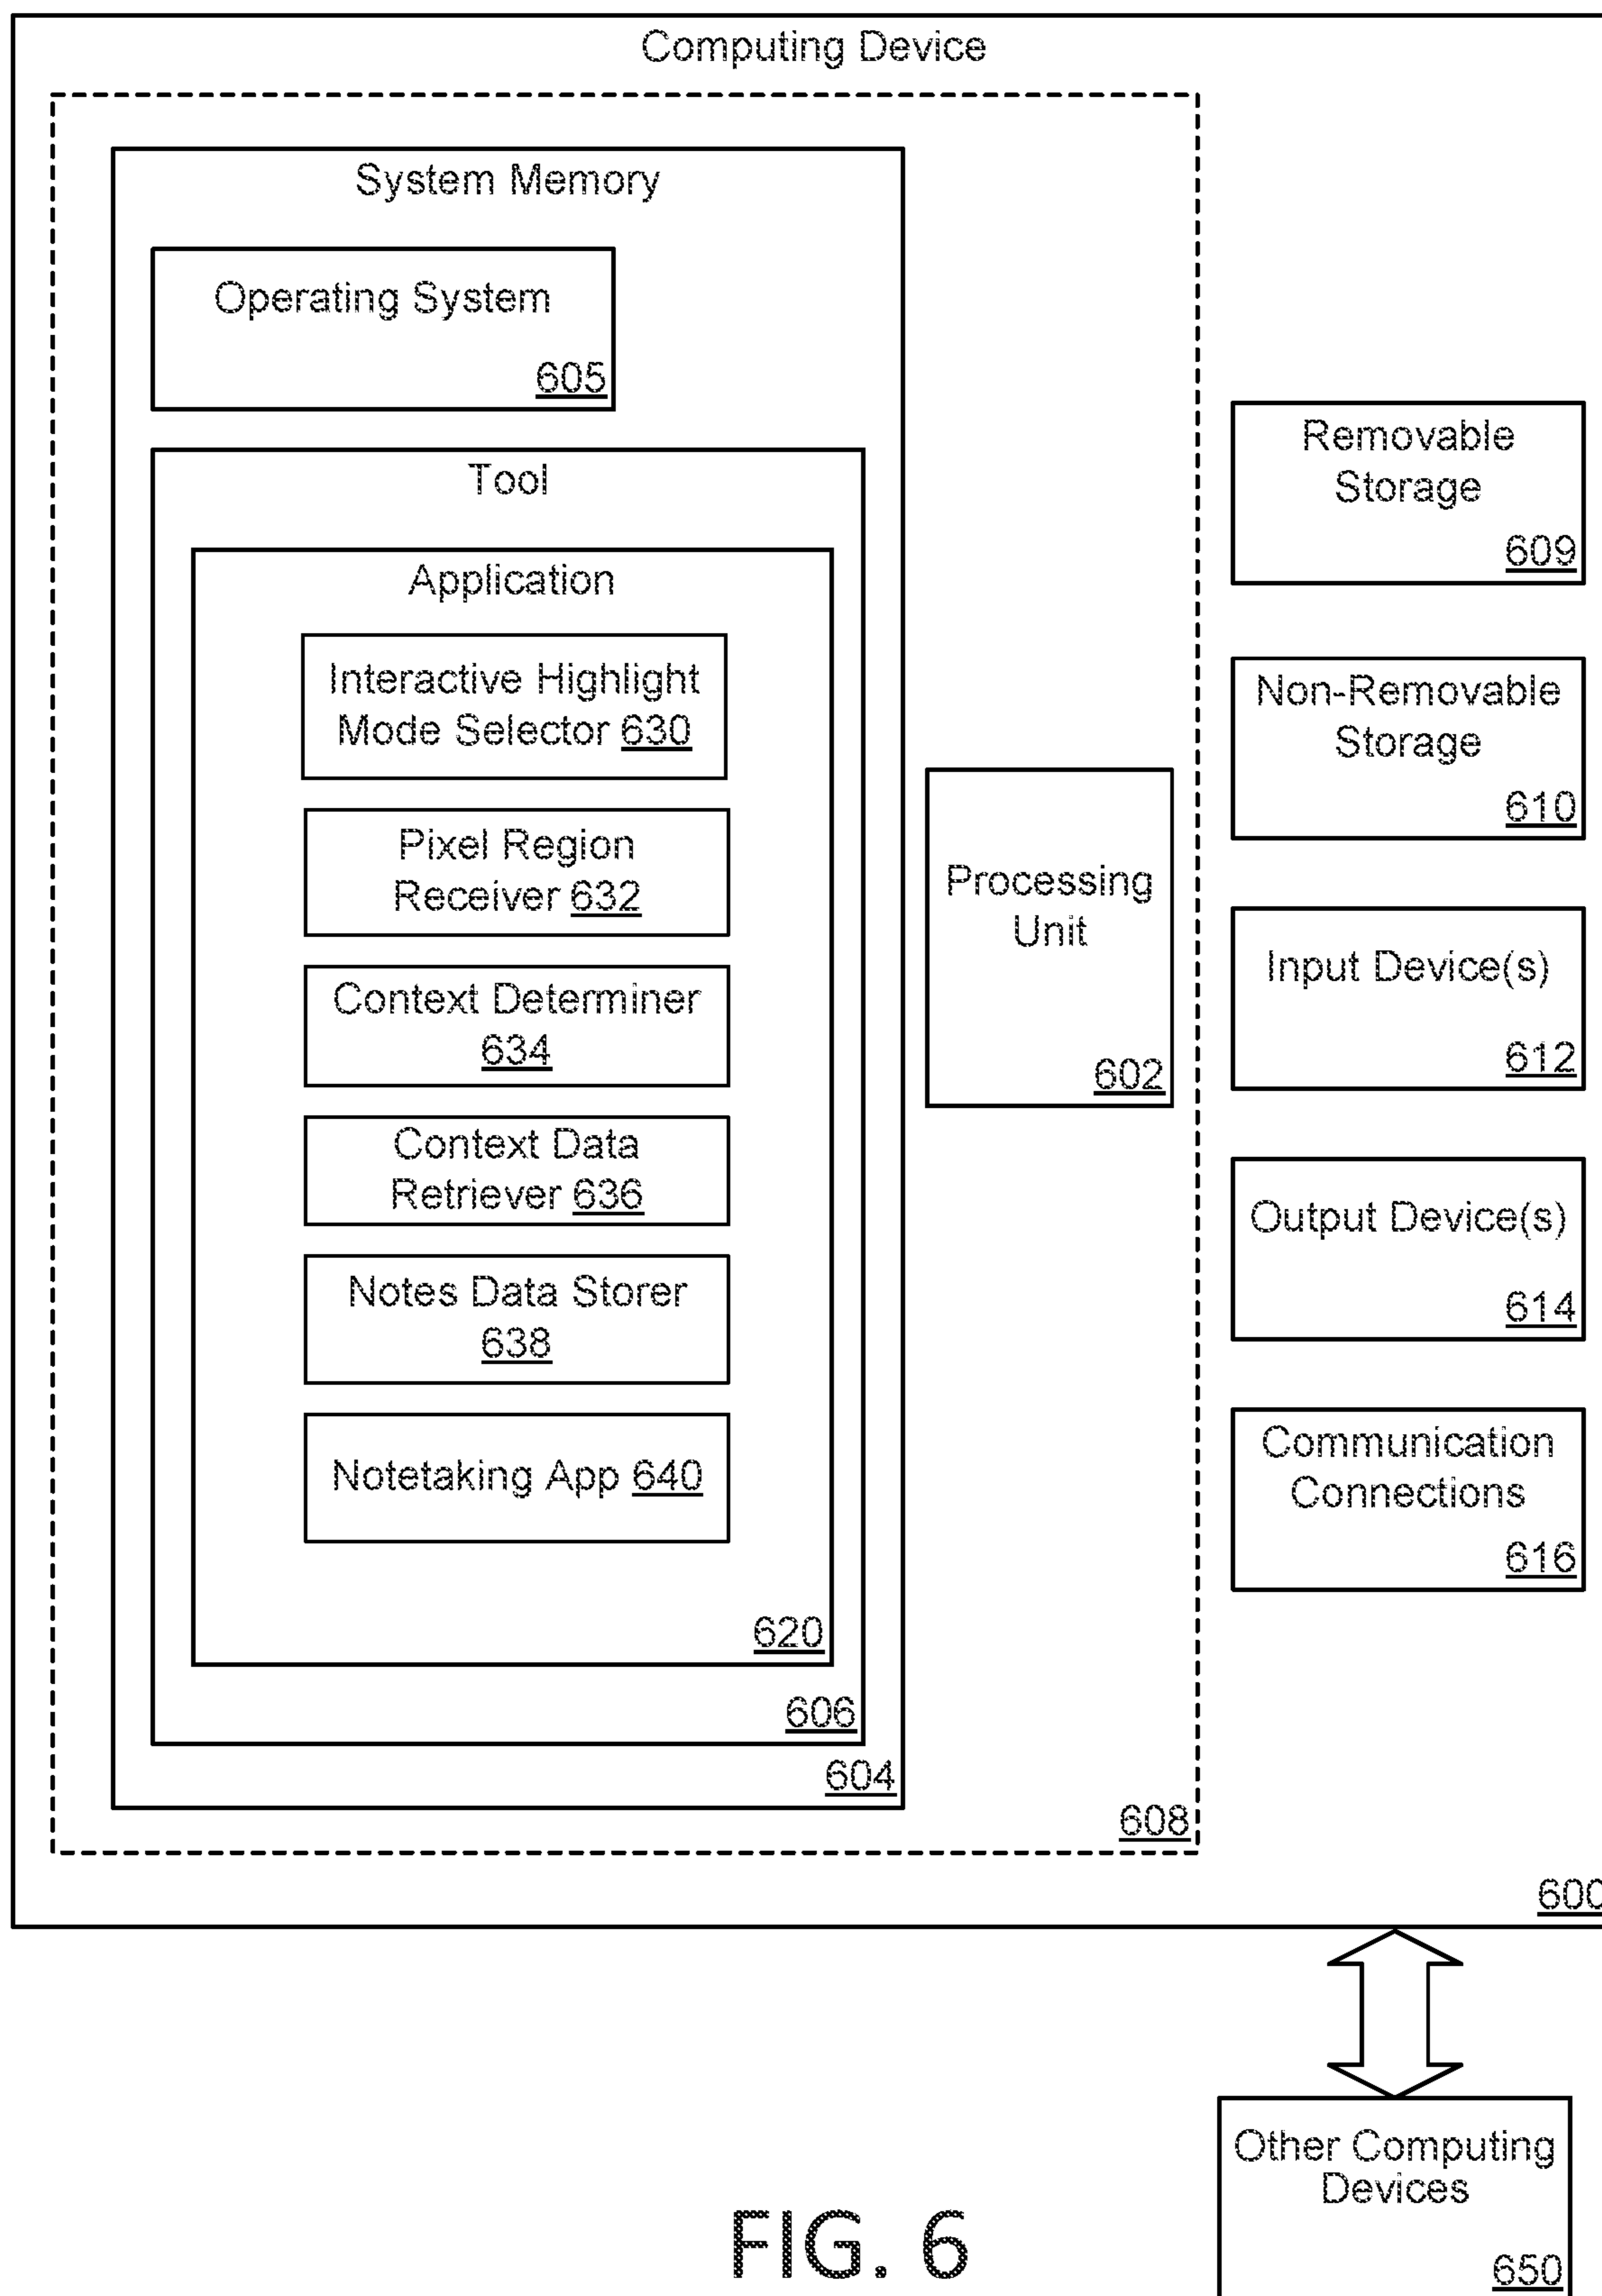 Computing Device
System Memory
Operating System
605
Tool
Application
Interactive Highlight
Mode Selector 630
Pixel Region
Receiver 632
Context Determiner
634
Context Data
Retriever 636
Notes Data Storer
638
Notetaking App 640
620
606
604
Processing
Unit
602
608
Removable
Storage
609
Non-Removable
Storage
610
Input Device(s)
612
Output Device(s)
614
Communication
Connections
616
600
Other Computing
Devices
650
FIG. 6